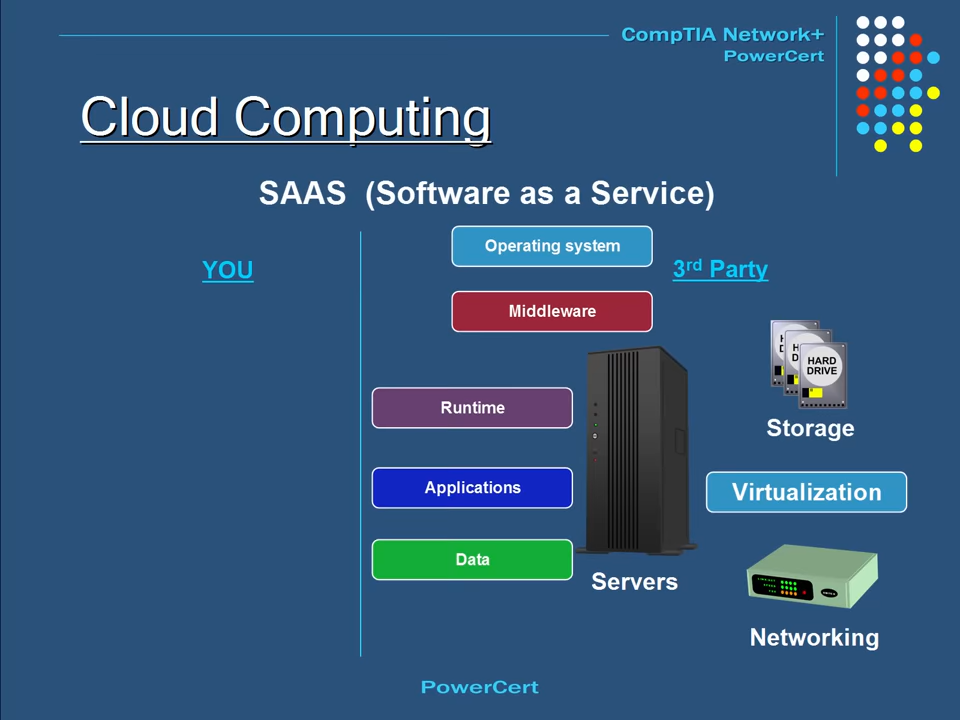 CompTIA Network+
PowerCert
Cloud Computing
SAAS (Software as a Service)
YOU
3rd Party
Operating system
Middleware
Runtime
Applications
Data
Servers
HARD
DRIVE
Storage
Virtualization
Networking
PowerCert